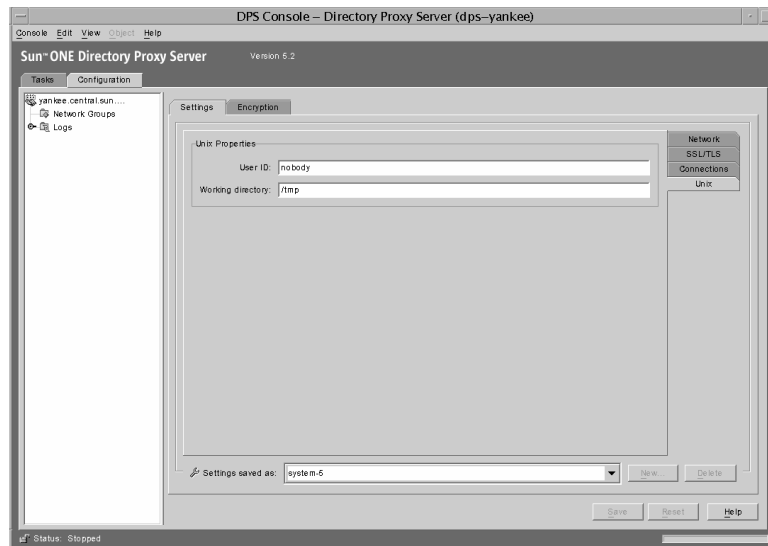 DPS Console – Directory Proxy Server (dps–yankee)
Console Edit View Object Help
Sun™ ONE Directory Proxy Server Version 5.2
Tasks Configuration
yankee.central.sun....
Network Groups
Logs
Settings Encryption
Unix Properties
User ID: nobody
Working directory: /tmp
Network
SSL/TLS
Connections
Unix
Settings saved as: system-5 New... Delete
Save Reset Help
Status: Stopped